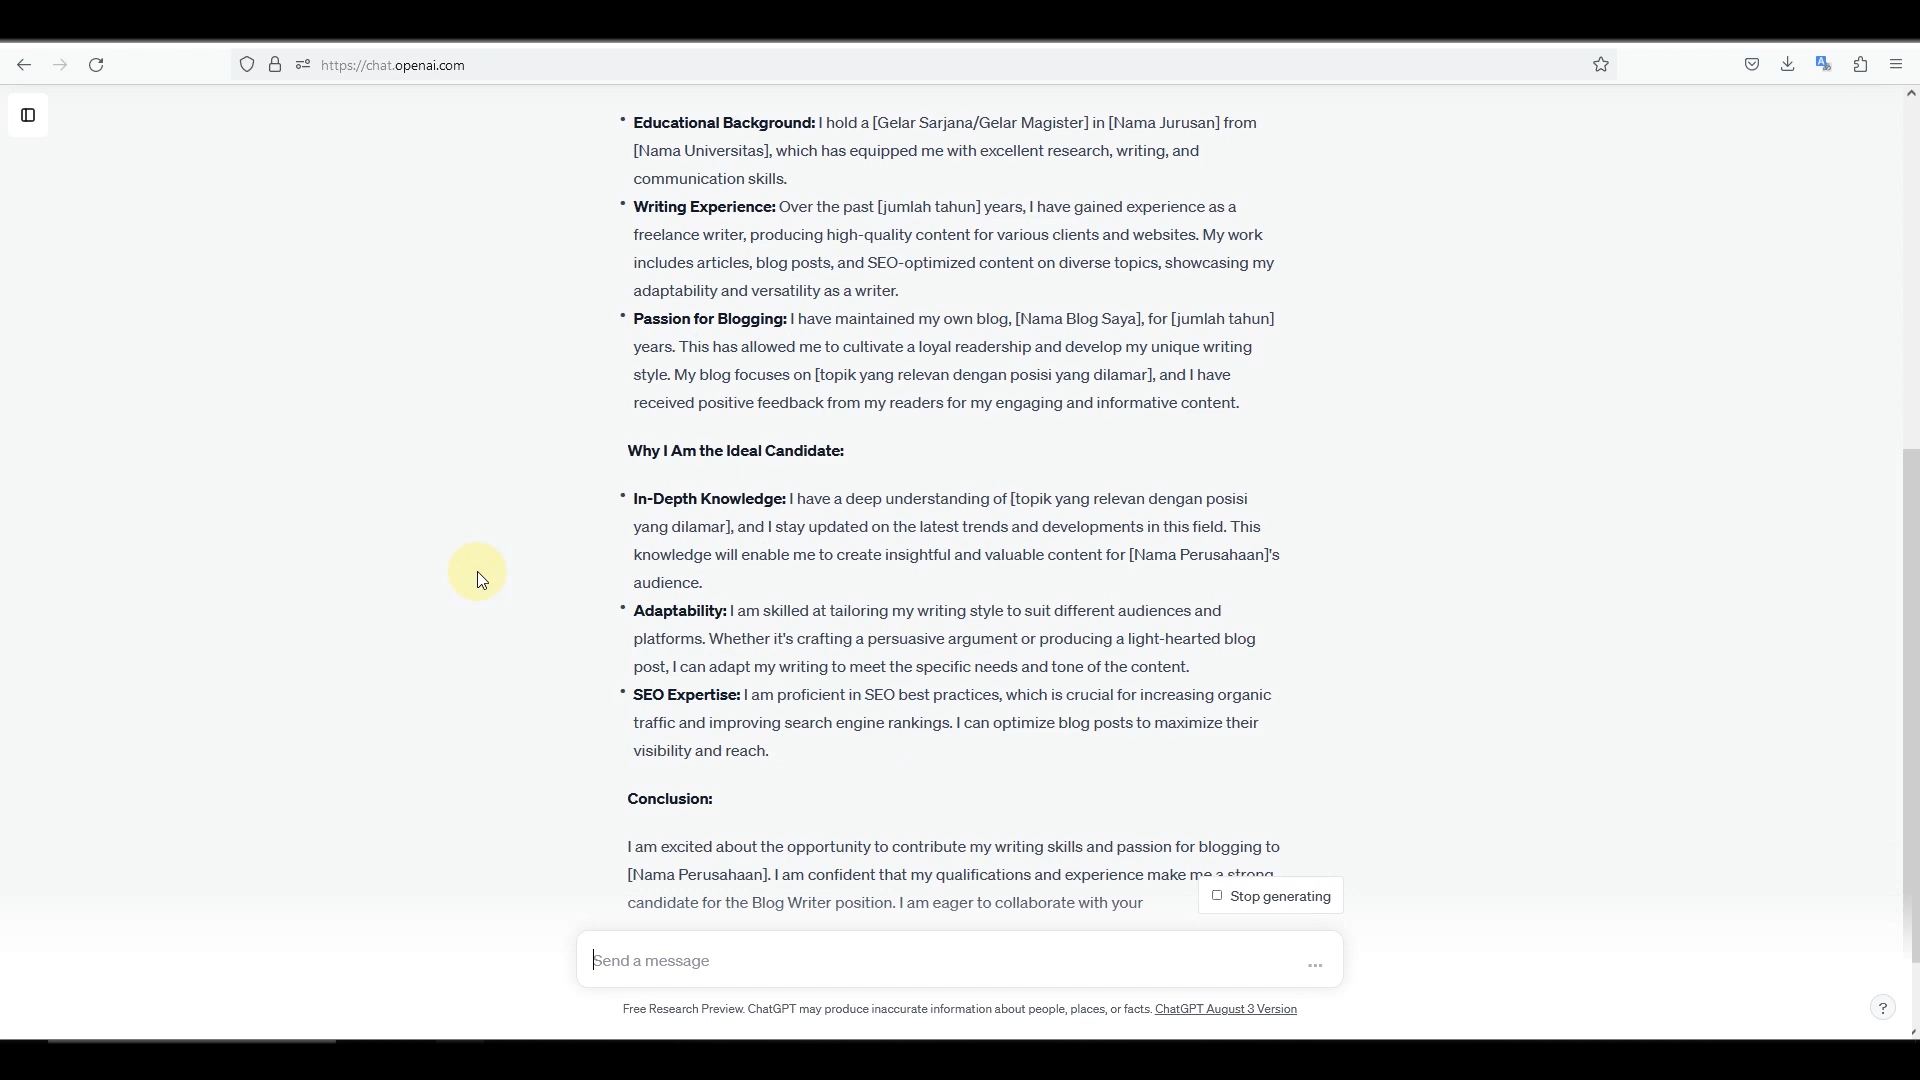 https://chat.openai.com
• Educational Background: I hold a [Gelar Sarjana/Gelar Magister] in [Nama Jurusan] from
[Nama Universitas], which has equipped me with excellent research, writing, and
communication skills.
• Writing Experience: Over the past [jumlah tahun] years, I have gained experience as a
freelance writer, producing high-quality content for various clients and websites. My work
includes articles, blog posts, and SEO-optimized content on diverse topics, showcasing my
adaptability and versatility as a writer.
• Passion for Blogging: I have maintained my own blog, [Nama Blog Saya], for [jumlah tahun]
years. This has allowed me to cultivate a loyal readership and develop my unique writing
style. My blog focuses on [topik yang relevan dengan posisi yang dilamar], and I have
received positive feedback from my readers for my engaging and informative content.
Why I Am the Ideal Candidate:
• In-Depth Knowledge: I have a deep understanding of [topik yang relevan dengan posisi
yang dilamar], and I stay updated on the latest trends and developments in this field. This
knowledge will enable me to create insightful and valuable content for [Nama Perusahaan]'s
audience.
• Adaptability: I am skilled at tailoring my writing style to suit different audiences and
platforms. Whether it's crafting a persuasive argument or producing a light-hearted blog
post, I can adapt my writing to meet the specific needs and tone of the content.
• SEO Expertise: I am proficient in SEO best practices, which is crucial for increasing organic
traffic and improving search engine rankings. I can optimize blog posts to maximize their
visibility and reach.
Conclusion:
I am excited about the opportunity to contribute my writing skills and passion for blogging to
[Nama Perusahaan]. I am confident that my qualifications and experience make me a strong
candidate for the Blog Writer position. I am eager to collaborate with your
Stop generating
Send a message
...
Free Research Preview. ChatGPT may produce inaccurate information about people, places, or facts. ChatGPT August 3 Version
?